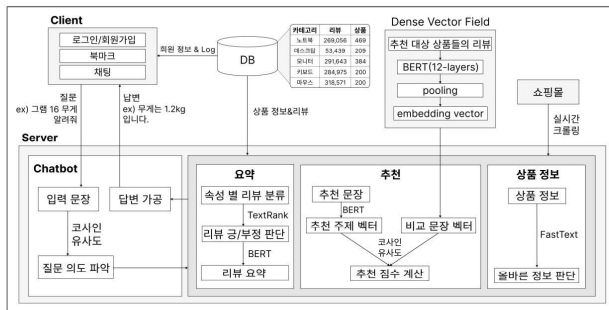 Client
로그인/회원가입
북마크
채팅
회원 정보 & Log
DB
카테고리 리뷰 상품
노트북 269,056 469
데스크탑 53,439 209
모니터 291,643 384
키보드 284,975 200
마우스 318,571 200
Dense Vector Field
추천 대상 상품들의 리뷰
BERT(12-layers)
pooling
embedding vector
쇼핑몰
질문
ex) 그램 16 무게
알려줘
답변
ex) 무게는 1.2kg
입니다.
상품 정보&리뷰
실시간
크롤링
Server
Chatbot
입력 문장
답변 가공
코사인
유사도
질문 의도 파악
요약
속성 별 리뷰 분류
TextRank
리뷰 긍/부정 판단
BERT
리뷰 요약
추천
추천 문장
BERT
추천 주제 벡터
비교 문장 벡터
코사인
유사도
추천 점수 계산
상품 정보
상품 정보
FastText
올바른 정보 판단